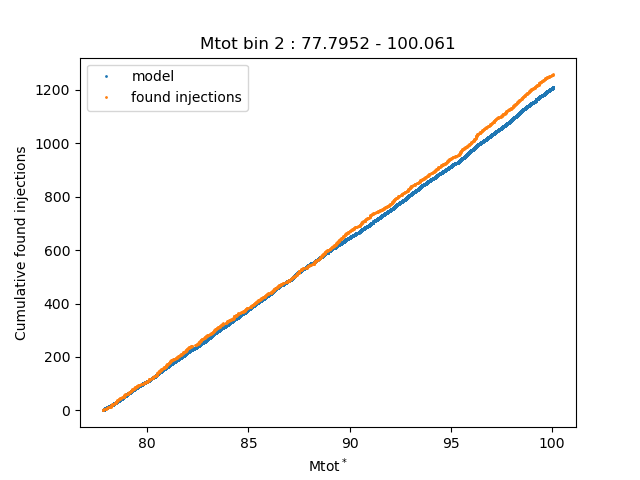 Mtot bin 2 : 77.7952 - 100.061
model
found injections
Cumulative found injections
1200
1000
800
600
400
200
0
80
85
90
95
100
Mtot*